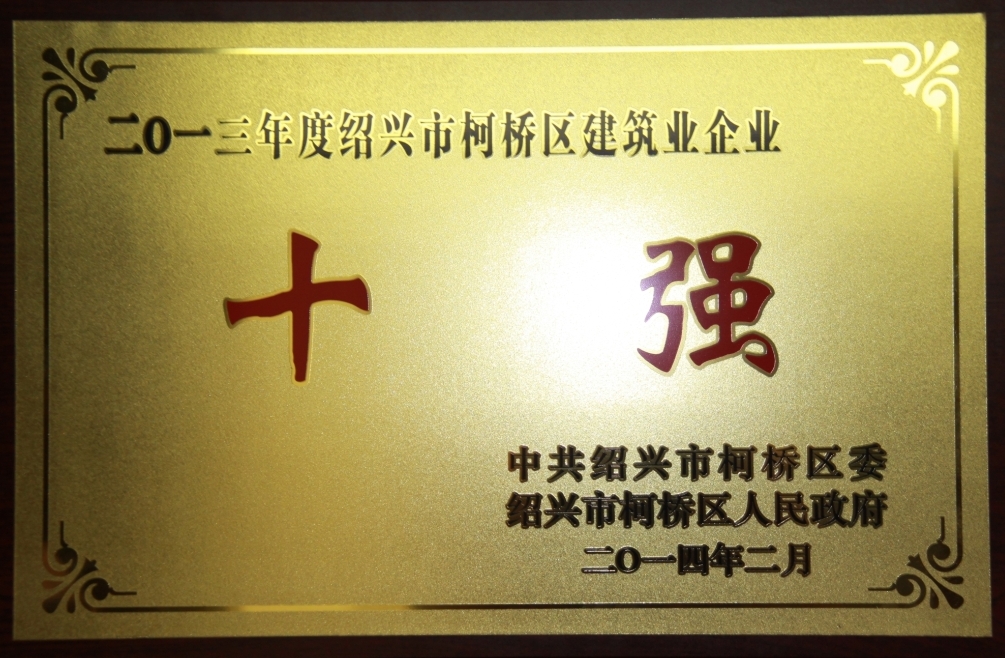 二〇一三年度绍兴市柯桥区建筑业企业
十强
中共绍兴市柯桥区委
绍兴市柯桥区人民政府
二〇一四年二月